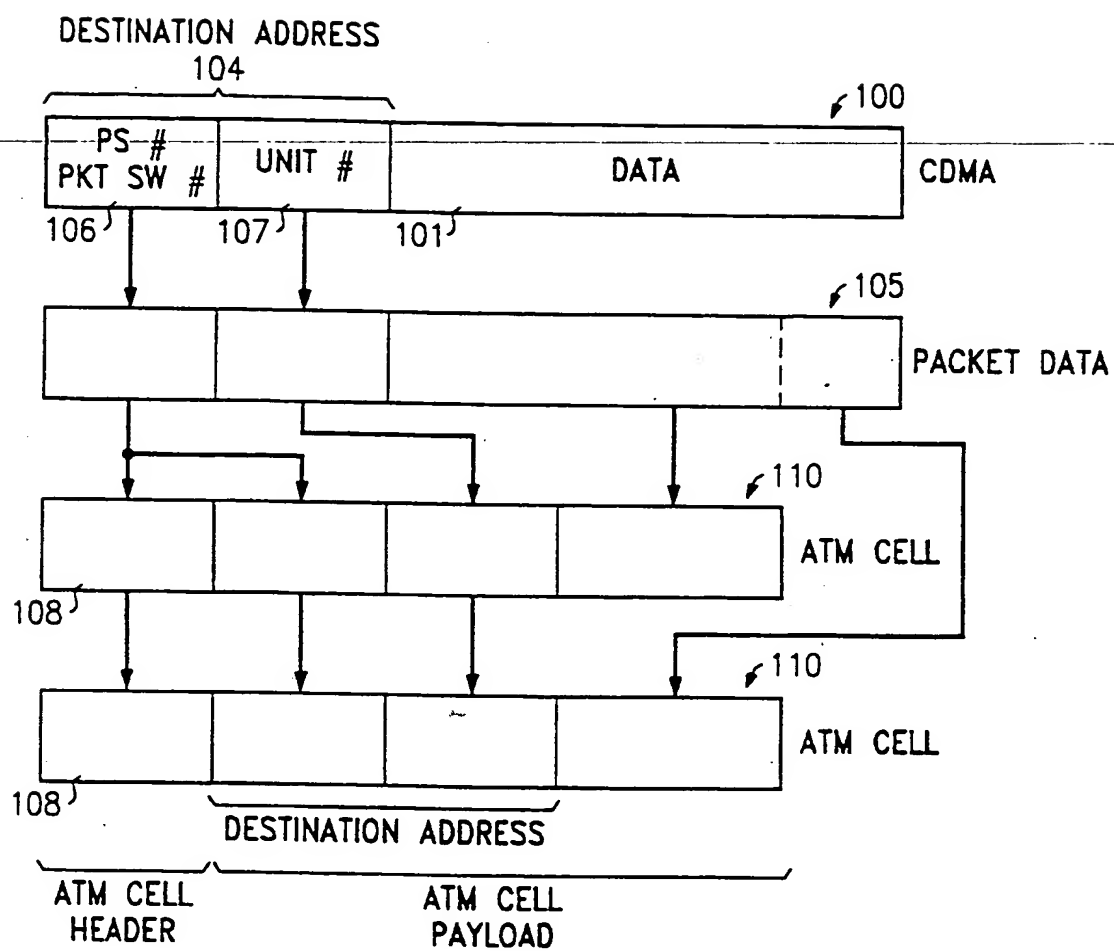 DESTINATION ADDRESS
104
100
PS #
PKT SW #
UNIT #
DATA
CDMA
106
107
101
105
PACKET DATA
110
ATM CELL
108
110
ATM CELL
108
DESTINATION ADDRESS
ATM CELL
HEADER
ATM CELL
PAYLOAD